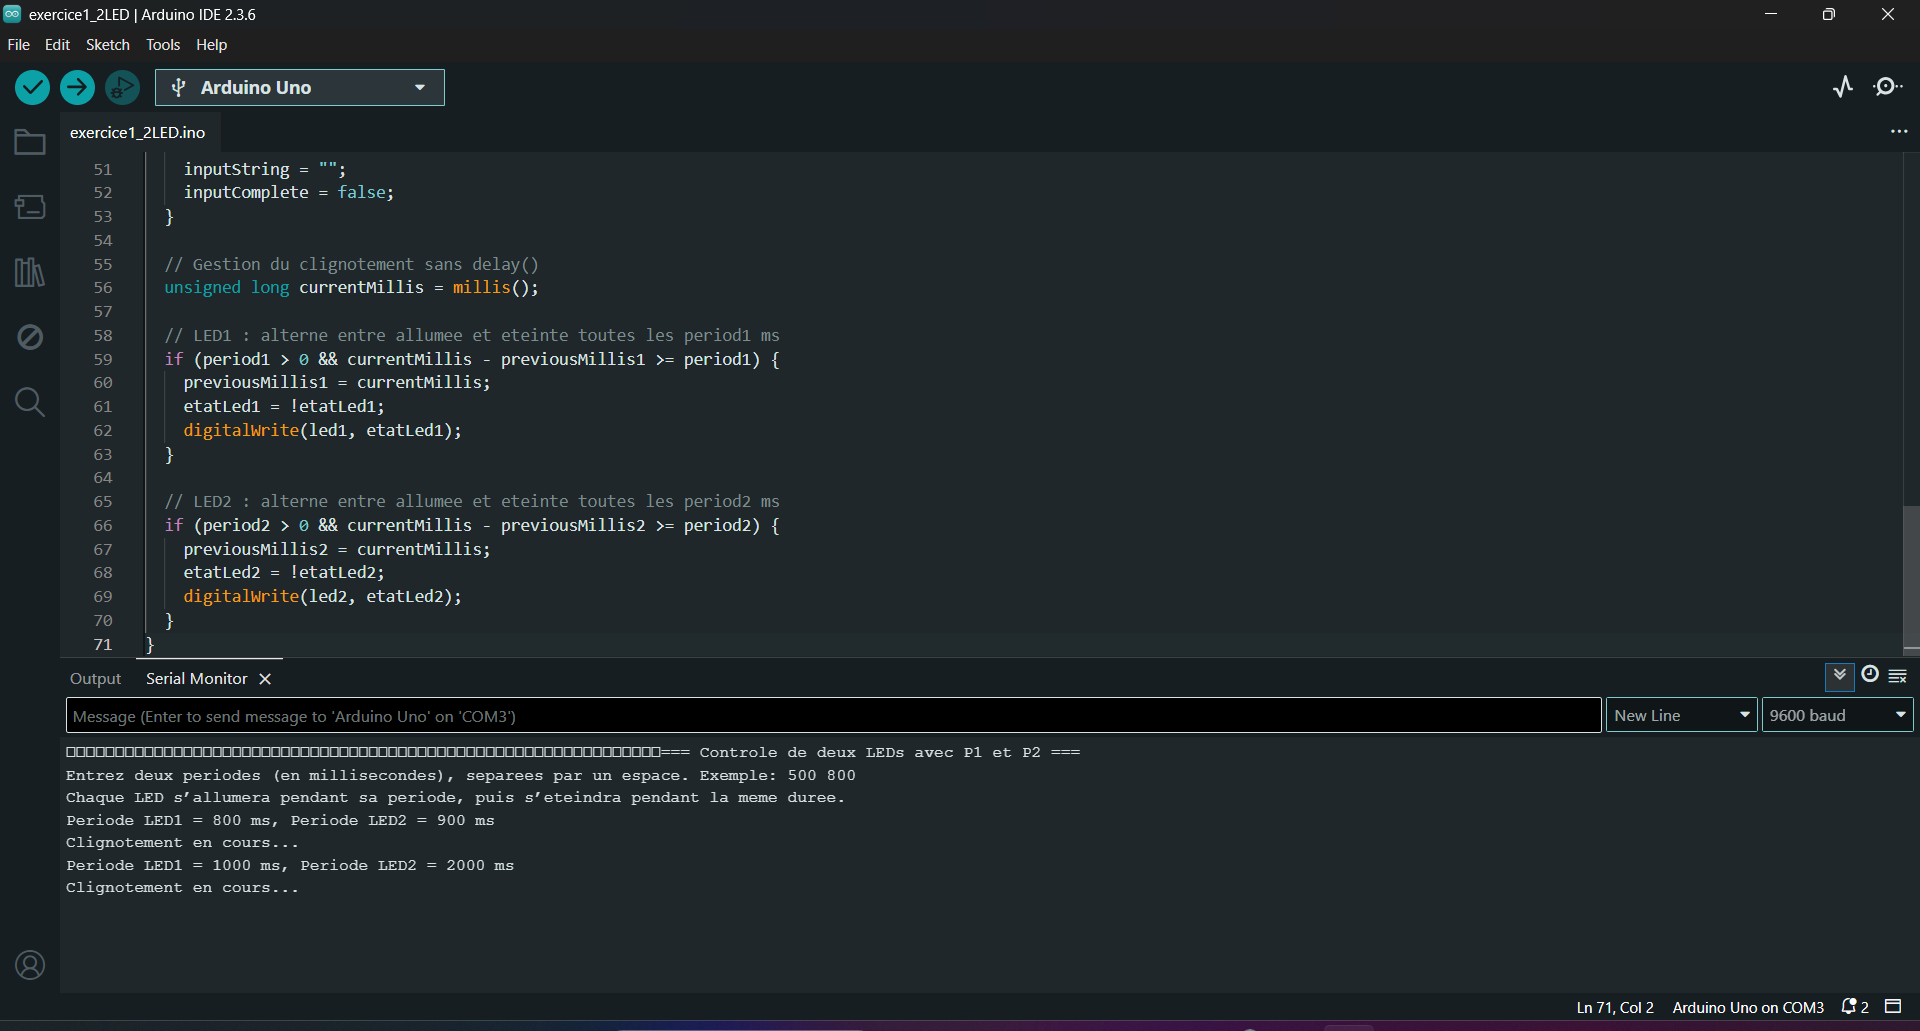 exercice1_2LED | Arduino IDE 2.3.6
File Edit Sketch Tools Help
Arduino Uno
exercice1_2LED.ino
51 inputString = "";
52 inputComplete = false;
53 }
54
55 // Gestion du clignotement sans delay()
56 unsigned long currentMillis = millis();
57
58 // LED1 : alterne entre allumee et eteinte toutes les period1 ms
59 if (period1 > 0 && currentMillis - previousMillis1 >= period1) {
60 previousMillis1 = currentMillis;
61 etatLed1 = !etatLed1;
62 digitalWrite(led1, etatLed1);
63 }
64
65 // LED2 : alterne entre allumee et eteinte toutes les period2 ms
66 if (period2 > 0 && currentMillis - previousMillis2 >= period2) {
67 previousMillis2 = currentMillis;
68 etatLed2 = !etatLed2;
69 digitalWrite(led2, etatLed2);
70 }
71 }
Output Serial Monitor
Message (Enter to send message to 'Arduino Uno' on 'COM3') New Line 9600 baud
=== Controle de deux LEDs avec P1 et P2 ===
Entrez deux periodes (en millisecondes), separees par un espace. Exemple: 500 800
Chaque LED s'allumera pendant sa periode, puis s'eteindra pendant la meme duree.
Periode LED1 = 800 ms, Periode LED2 = 900 ms
Clignotement en cours...
Periode LED1 = 1000 ms, Periode LED2 = 2000 ms
Clignotement en cours...
Ln 71, Col 2 Arduino Uno on COM3 2